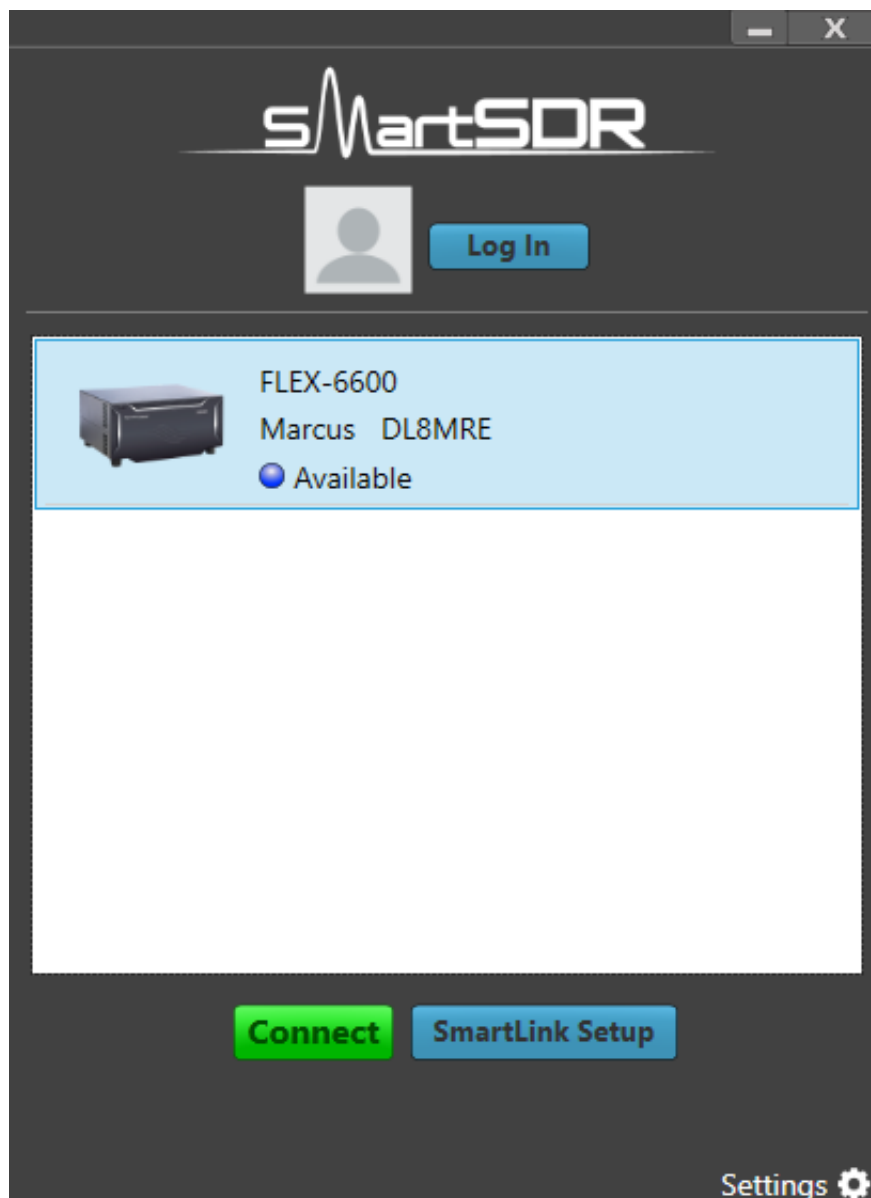 X
SMartSDR
Log In
FLEX-6600
Marcus DL8MRE
Available
Connect
SmartLink Setup
Settings